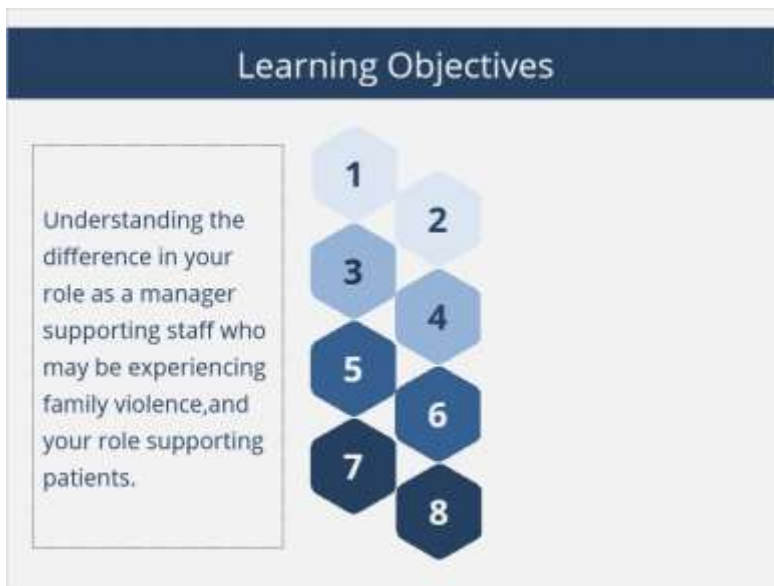 Learning Objectives
Understanding the
difference in your
role as a manager
supporting staff who
may be experiencing
family violence,and
your role supporting
patients.
1
2
3
4
5
6
7
8